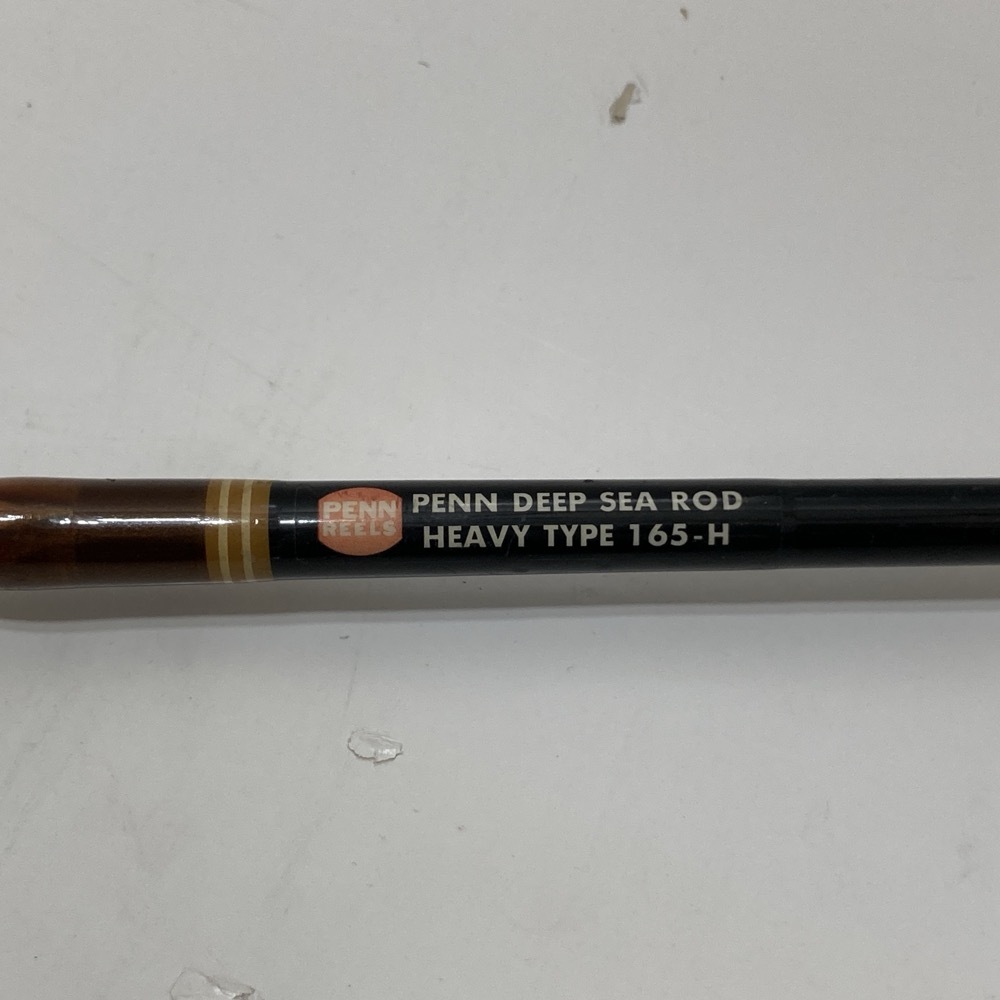 PENN
REELS
PENN DEEP SEA ROD
HEAVY TYPE 165-H